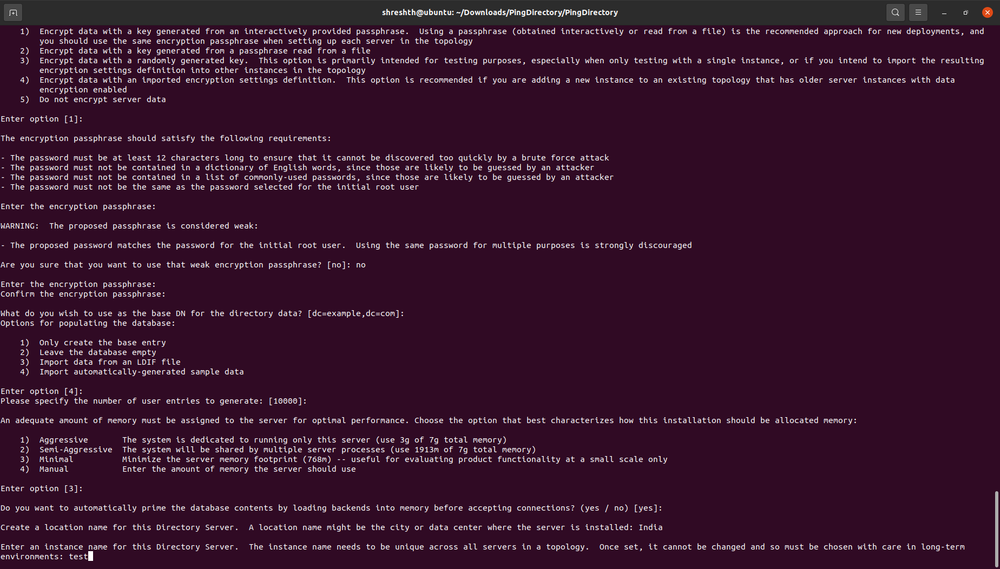 shreshth@ubuntu: ~/Downloads/PingDirectory/PingDirectory
1)  Encrypt data with a key generated from an interactively provided passphrase.  Using a passphrase (obtained interactively or read from a file) is the recommended approach for new deployments, and
you should use the same encryption passphrase when setting up each server in the topology
2)  Encrypt data with a key generated from a passphrase read from a file
3)  Encrypt data with a randomly generated key.  This option is primarily intended for testing purposes, especially when only testing with a single instance, or if you intend to import the resulting
encryption settings definition into other instances in the topology
4)  Encrypt data with an imported encryption settings definition.  This option is recommended if you are adding a new instance to an existing topology that has older server instances with data
encryption enabled
5)  Do not encrypt server data
Enter option [1]:
The encryption passphrase should satisfy the following requirements:
- The password must be at least 12 characters long to ensure that it cannot be discovered too quickly by a brute force attack
- The password must not be contained in a dictionary of English words, since those are likely to be guessed by an attacker
- The password must not be contained in a list of commonly-used passwords, since those are likely to be guessed by an attacker
- The password must not be the same as the password selected for the initial root user
Enter the encryption passphrase:
WARNING:  The proposed passphrase is considered weak:
- The proposed password matches the password for the initial root user.  Using the same password for multiple purposes is strongly discouraged
Are you sure that you want to use that weak encryption passphrase? [no]: no
Enter the encryption passphrase:
Confirm the encryption passphrase:
What do you wish to use as the base DN for the directory data? [dc=example,dc=com]:
Options for populating the database:
1)  Only create the base entry
2)  Leave the database empty
3)  Import data from an LDIF file
4)  Import automatically-generated sample data
Enter option [4]:
Please specify the number of user entries to generate: [10000]:
An adequate amount of memory must be assigned to the server for optimal performance. Choose the option that best characterizes how this installation should be allocated memory:
1)  Aggressive       The system is dedicated to running only this server (use 3g of 7g total memory)
2)  Semi-Aggressive  The system will be shared by multiple server processes (use 1913m of 7g total memory)
3)  Minimal          Minimize the server memory footprint (768m) -- useful for evaluating product functionality at a small scale only
4)  Manual           Enter the amount of memory the server should use
Enter option [3]:
Do you want to automatically prime the database contents by loading backends into memory before accepting connections? (yes / no) [yes]:
Create a location name for this Directory Server.  A location name might be the city or data center where the server is installed: India
Enter an instance name for this Directory Server.  The instance name needs to be unique across all servers in a topology.  Once set, it cannot be changed and so must be chosen with care in long-term
environments: test